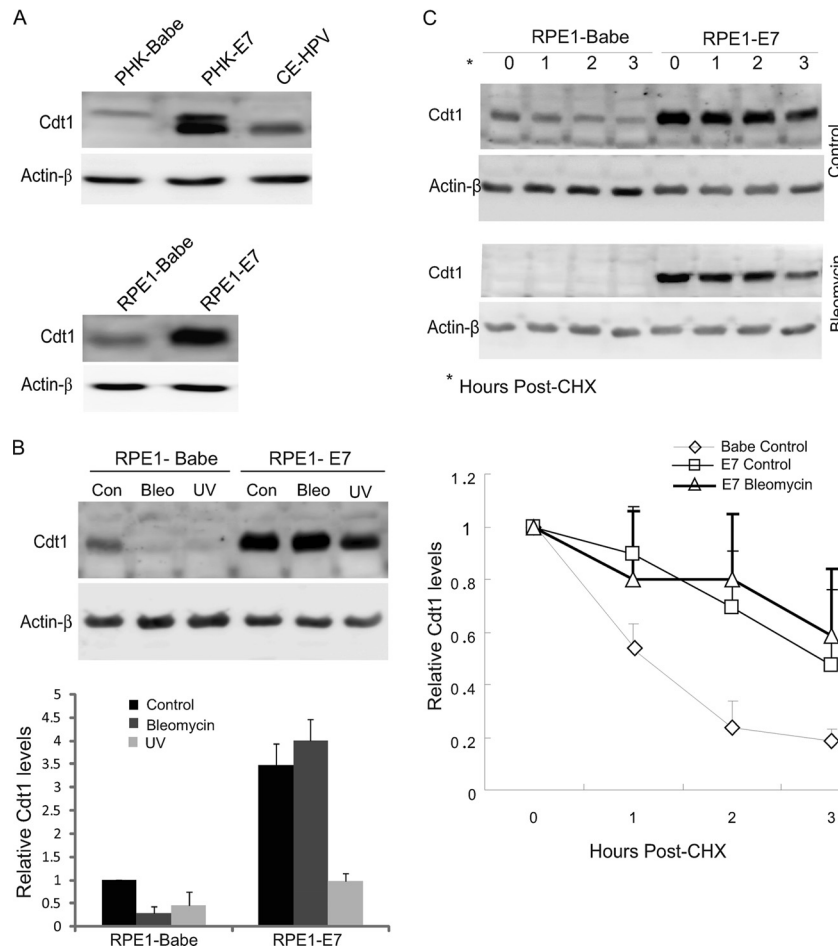 A
PHK-Babe
PHK-E7
CE-HPV
Cdt1
Actin-β
RPE1-Babe
RPE1-E7
Cdt1
Actin-β
B
RPE1- Babe
RPE1- E7
Con Bleo UV Con Bleo UV
Cdt1
Actin-β
Relative Cdt1 levels
5
4.5
4
3.5
3
2.5
2
1.5
1
0.5
0
Control
Bleomycin
UV
RPE1-Babe RPE1-E7
C
RPE1-Babe RPE1-E7
* 0 1 2 3 0 1 2 3
Cdt1
Actin-β
Control
Cdt1
Actin-β
Bleomycin
* Hours Post-CHX
Babe Control
E7 Control
E7 Bleomycin
Relative Cdt1 levels
1.2
1
0.8
0.6
0.4
0.2
0
0 1 2 3
Hours Post-CHX